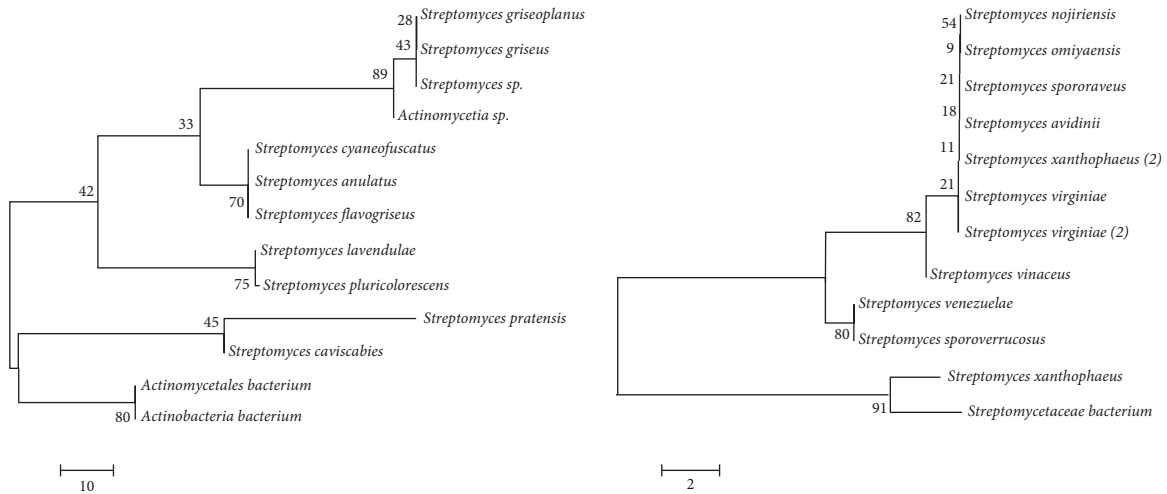 28
Streptomyces griseoplanus
43
Streptomyces griseus
89
Streptomyces sp.
Actinomycetia sp.
33
Streptomyces cyaneofuscatus
Streptomyces anulatus
70
Streptomyces flavogriseus
42
Streptomyces lavendulae
75
Streptomyces pluricolorescens
45
Streptomyces pratensis
Streptomyces caviscabies
Actinomycetales bacterium
80
Actinobacteria bacterium
10
54
Streptomyces nojiriensis
9
Streptomyces omiyaensis
21
Streptomyces spororaveus
18
Streptomyces avidinii
11
Streptomyces xanthophaeus (2)
21
Streptomyces virginiae
82
Streptomyces virginiae (2)
Streptomyces vinaceus
Streptomyces venezuelae
80
Streptomyces sporoverrucosus
Streptomyces xanthophaeus
91
Streptomycetaceae bacterium
2